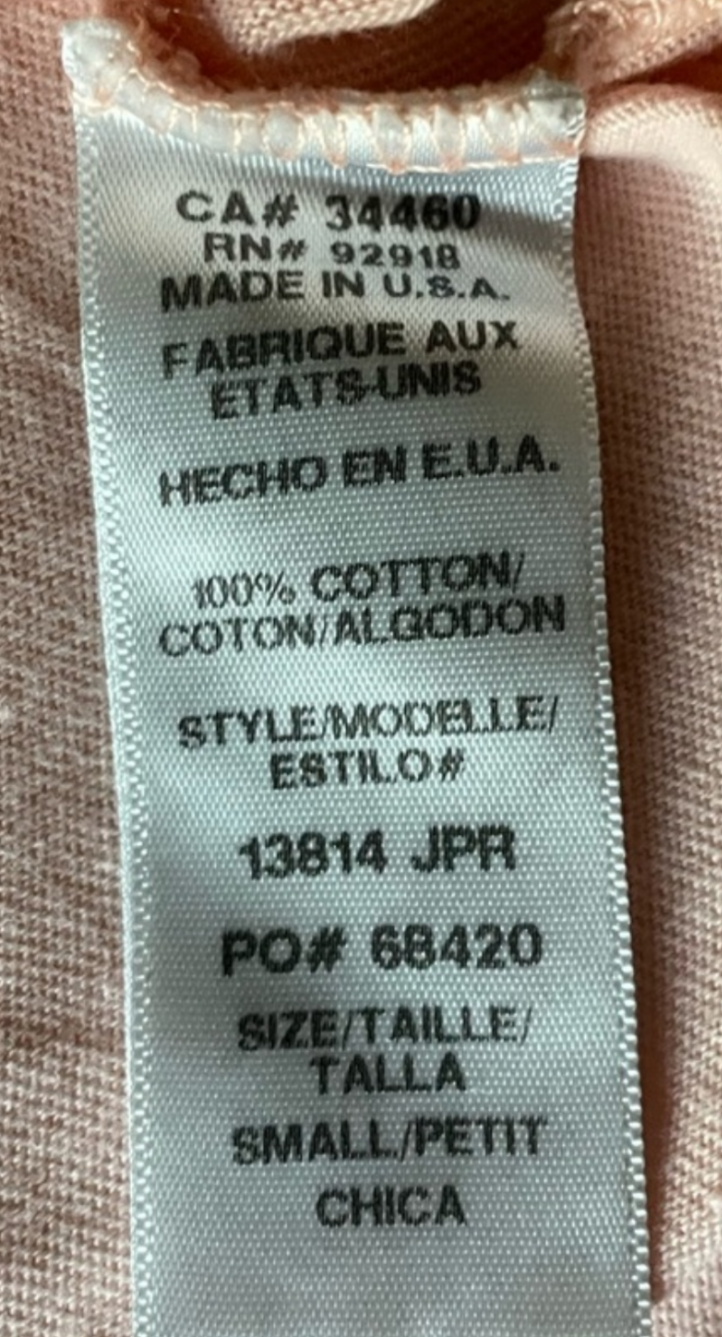 CA# 34460
RN# 92918
MADE IN U.S.A.
FABRIQUE AUX
ETATS-UNIS
HECHO EN E.U.A.
100% COTTON/
COTON/ALGODON
STYLE/MODELLE/
ESTILO#
13814 JPR
PO# 68420
SIZE/TAILLE/
TALLA
SMALL/PETIT
CHICA